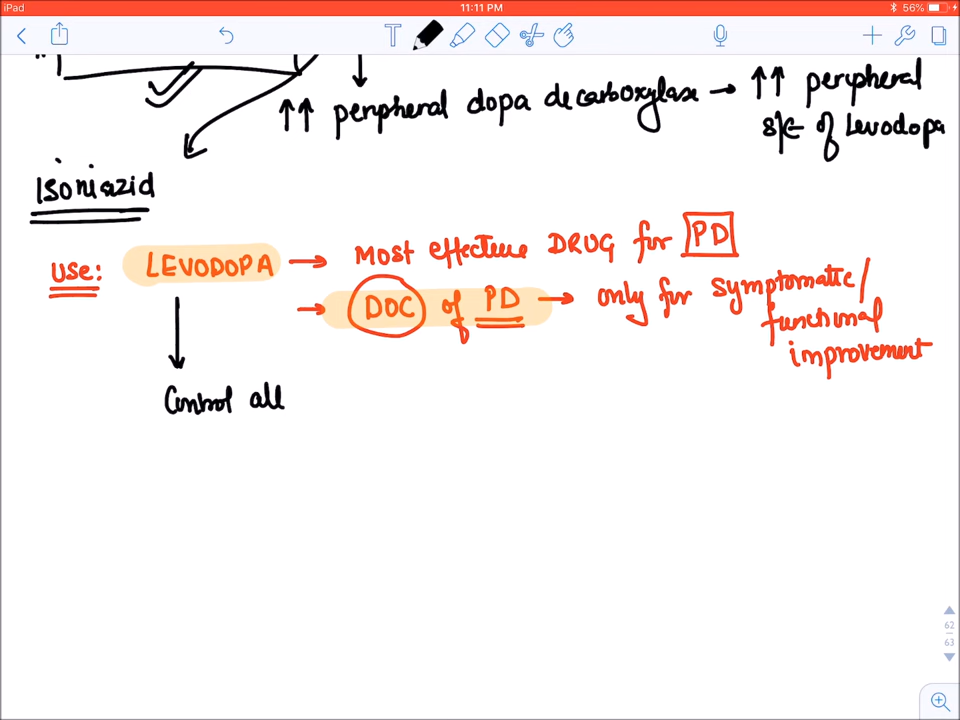 iPad 11:11 PM 56%
T
↑↑ peripheral dopa decarboxylase → ↑↑ peripheral
S/E of Levodopa
Isoniazid
Use: LEVODOPA → Most effective DRUG for PD
→ DOC of PD → only for symptomatic/
functional
improvement
Control all
62
63